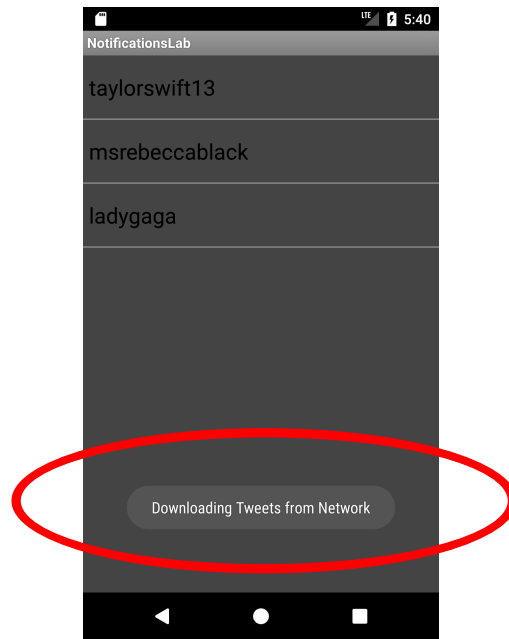 LTE 5:40
NotificationsLab
taylorswift13
msrebeccablack
ladygaga
Downloading Tweets from Network